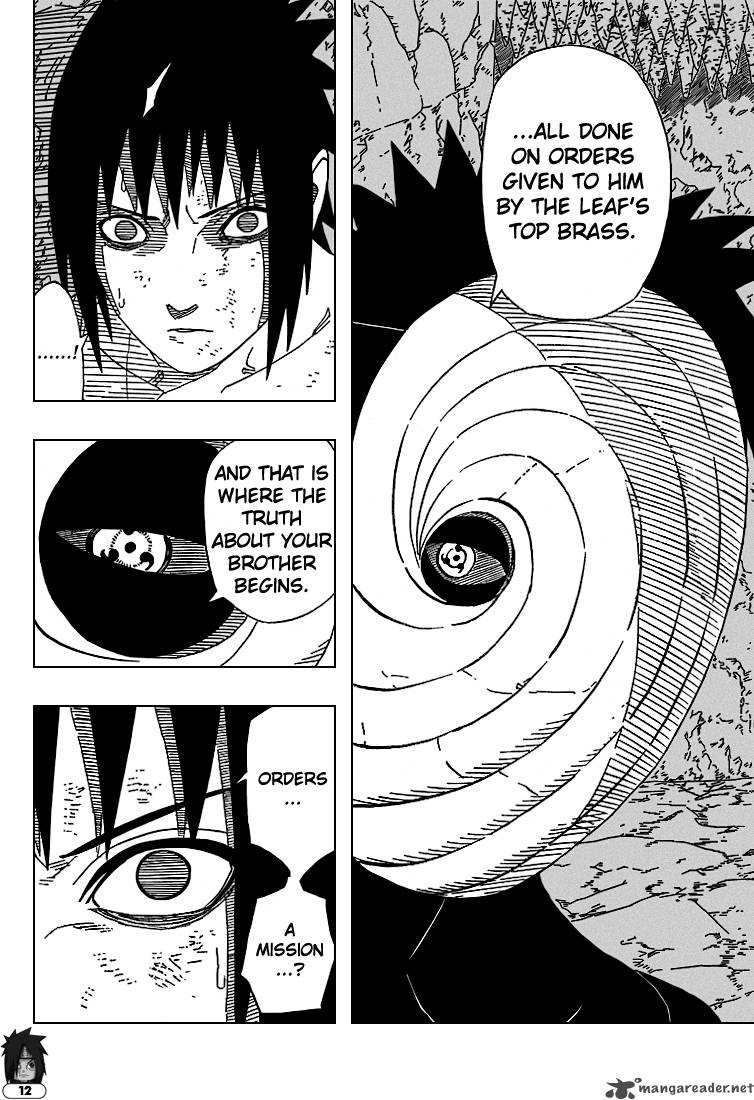 ...ALL DONE
ON ORDERS
GIVEN TO HIM
BY THE LEAF'S
TOP BRASS.
.........!
AND THAT IS
WHERE THE
TRUTH
ABOUT YOUR
BROTHER
BEGINS.
ORDERS
...
A
MISSION
...?
12
mangareader.net